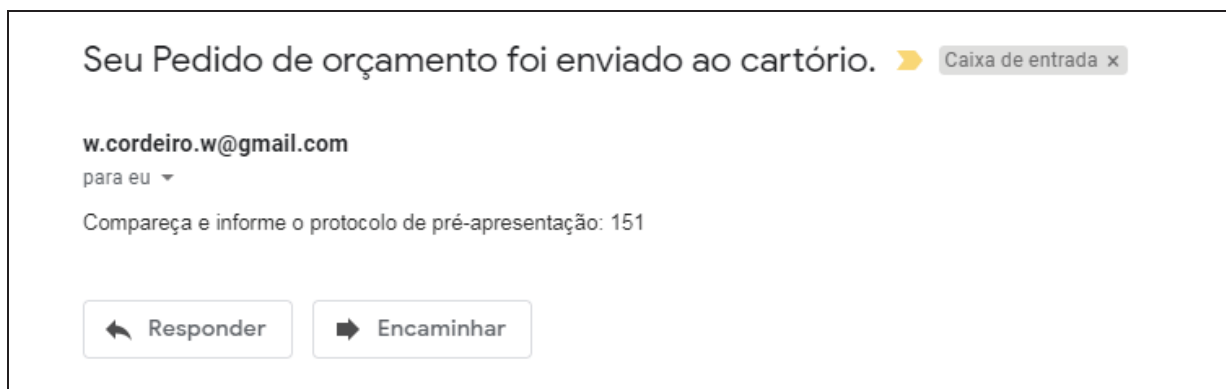 Seu Pedido de orçamento foi enviado ao cartório. Caixa de entrada x
w.cordeiro.w@gmail.com
para eu
Compareça e informe o protocolo de pré-apresentação: 151
Responder Encaminhar